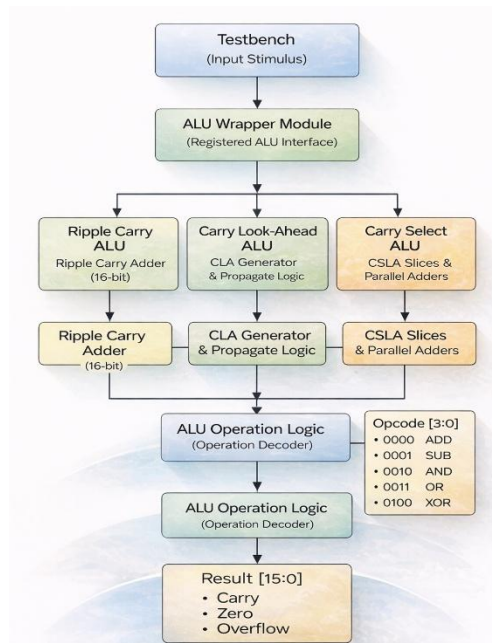 Testbench
(Input Stimulus)
ALU Wrapper Module
(Registered ALU Interface)
Ripple Carry
ALU
Ripple Carry Adder
(16-bit)
Carry Look-Ahead
ALU
CLA Generator
& Propagate Logic
Carry Select
ALU
CSLA Slices &
Parallel Adders
Ripple Carry
Adder
(16-bit)
CLA Generator
& Propagate Logic
CSLA Slices
& Parallel Adders
ALU Operation Logic
(Operation Decoder)
Opcode [3:0]
• 0000 ADD
• 0001 SUB
• 0010 AND
• 0011 OR
• 0100 XOR
ALU Operation Logic
(Operation Decoder)
Result [15:0]
• Carry
• Zero
• Overflow